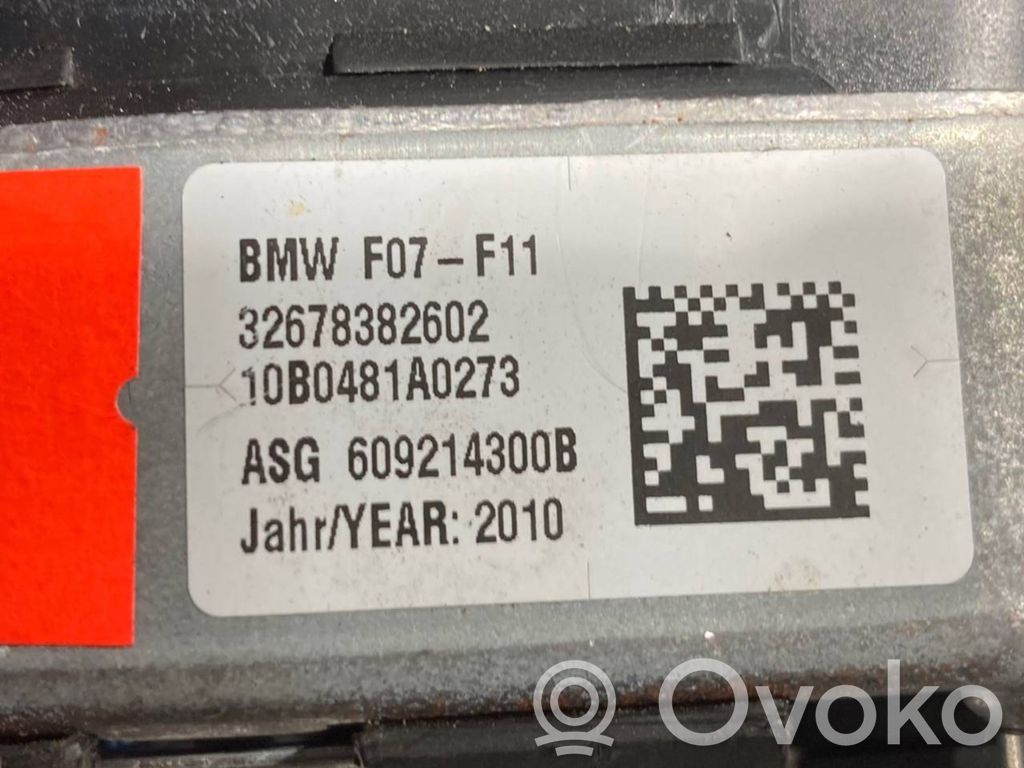 BMW F07-F11
32678382602
10B0481A0273
ASG 609214300B
Jahr/YEAR: 2010
Ovoko